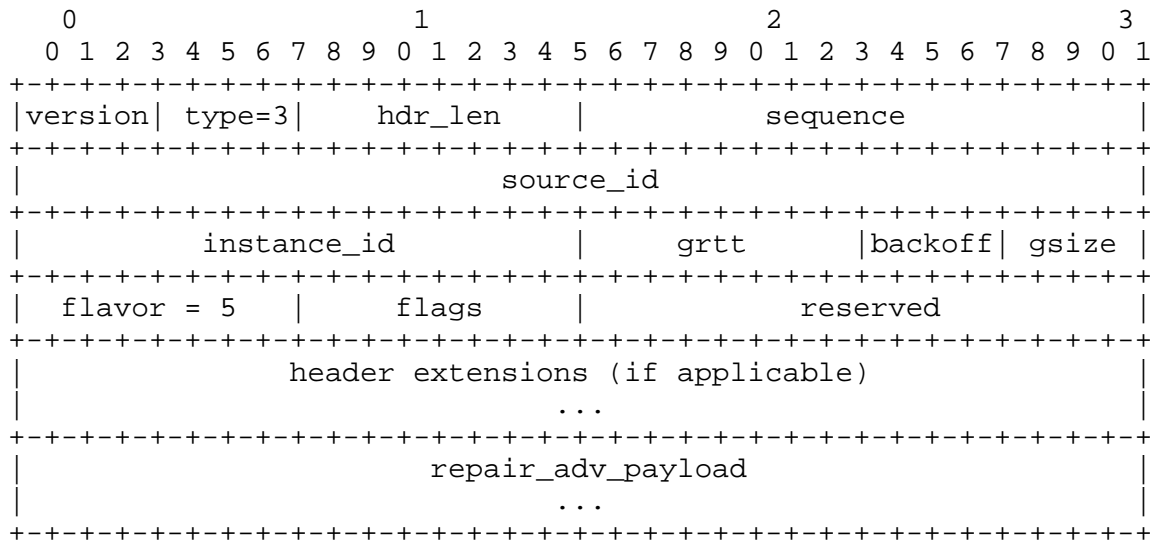 0                   1                   2                   3
 0 1 2 3 4 5 6 7 8 9 0 1 2 3 4 5 6 7 8 9 0 1 2 3 4 5 6 7 8 9 0 1
+-+-+-+-+-+-+-+-+-+-+-+-+-+-+-+-+-+-+-+-+-+-+-+-+-+-+-+-+-+-+-+-+
|version| type=3|    hdr_len    |          sequence             |
+-+-+-+-+-+-+-+-+-+-+-+-+-+-+-+-+-+-+-+-+-+-+-+-+-+-+-+-+-+-+-+-+
|                           source_id                           |
+-+-+-+-+-+-+-+-+-+-+-+-+-+-+-+-+-+-+-+-+-+-+-+-+-+-+-+-+-+-+-+-+
|          instance_id          |     grtt      |backoff| gsize |
+-+-+-+-+-+-+-+-+-+-+-+-+-+-+-+-+-+-+-+-+-+-+-+-+-+-+-+-+-+-+-+-+
|  flavor = 5   |     flags     |            reserved           |
+-+-+-+-+-+-+-+-+-+-+-+-+-+-+-+-+-+-+-+-+-+-+-+-+-+-+-+-+-+-+-+-+
|               header extensions (if applicable)               |
|                              ...                              |
+-+-+-+-+-+-+-+-+-+-+-+-+-+-+-+-+-+-+-+-+-+-+-+-+-+-+-+-+-+-+-+-+
|                       repair_adv_payload                      |
|                              ...                              |
+-+-+-+-+-+-+-+-+-+-+-+-+-+-+-+-+-+-+-+-+-+-+-+-+-+-+-+-+-+-+-+-+